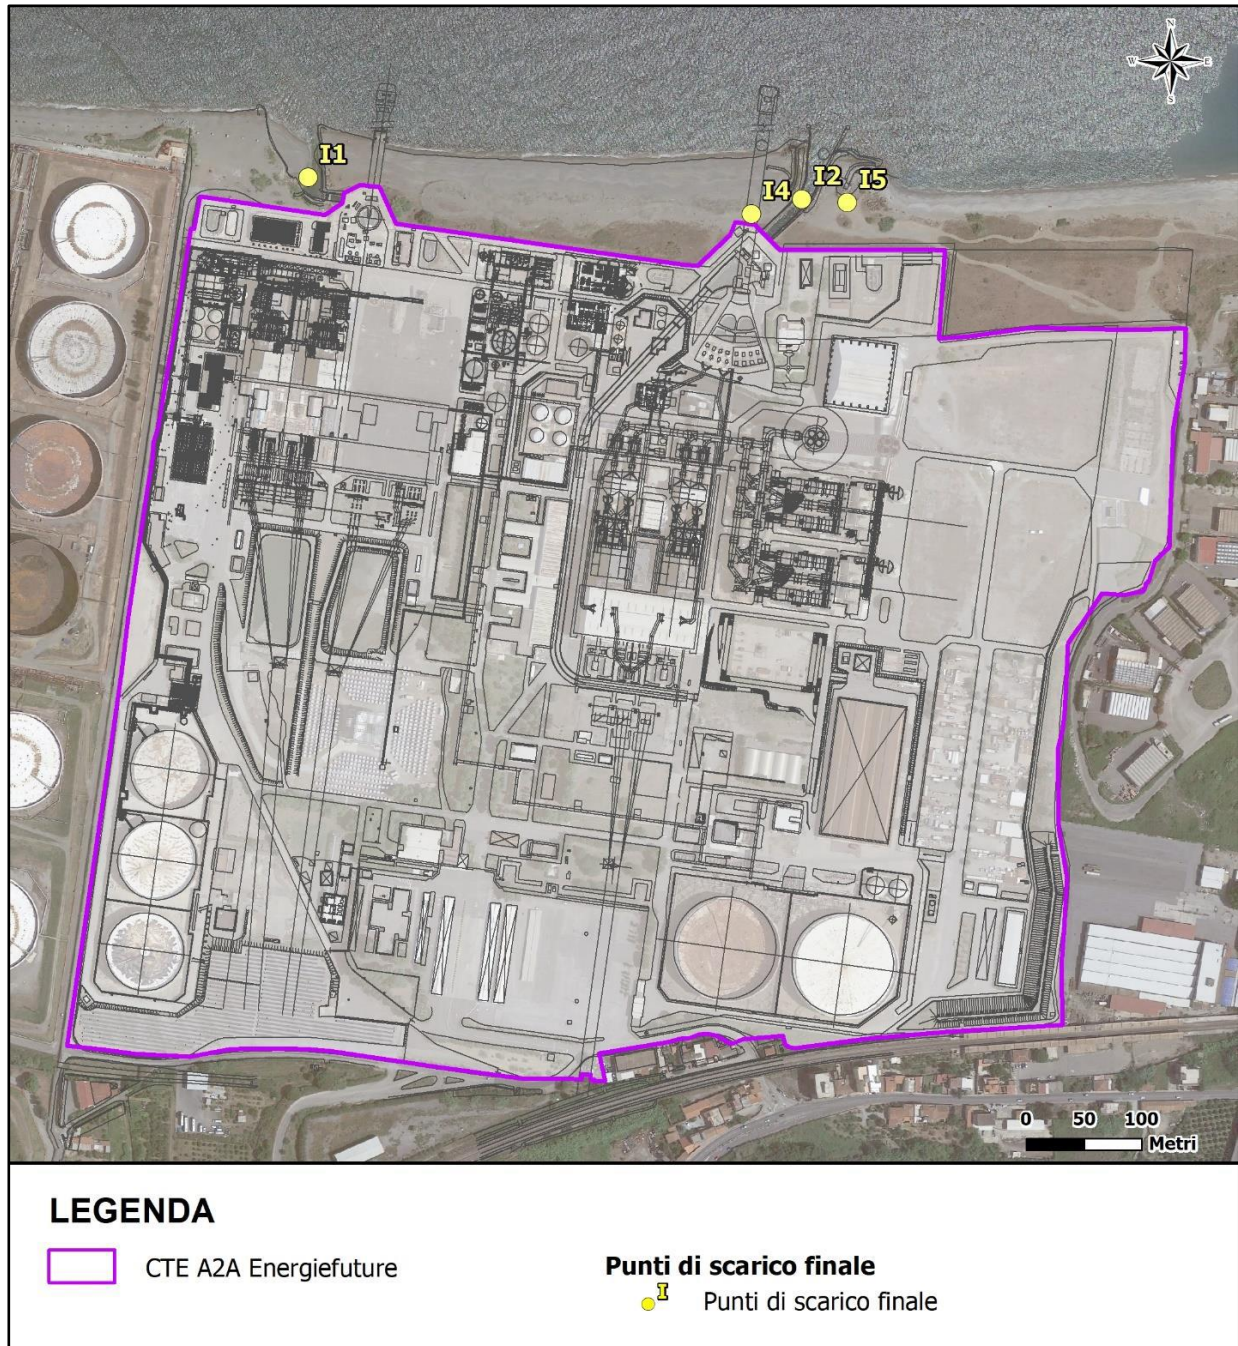 N
W E
S
I1
I4
I2
I5
0 50 100
Metri
LEGENDA
CTE A2A Energiefuture
Punti di scarico finale
I
Punti di scarico finale